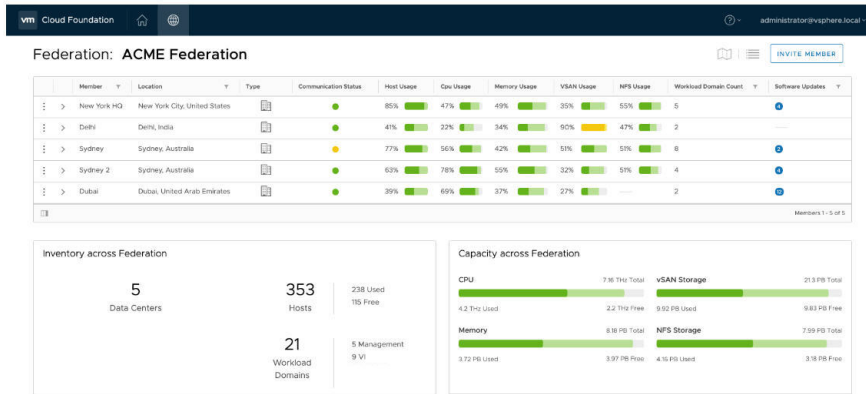 vm Cloud Foundation administrator@vsphere.local
Federation: ACME Federation INVITE MEMBER
Member Location Type Communication Status Host Usage Cpu Usage Memory Usage VSAN Usage NFS Usage Workload Domain Count Software Updates
New York HQ New York City, United States 85% 47% 49% 35% 55% 5 4
Delhi Delhi, India 41% 22% 34% 90% 47% 2
Sydney Sydney, Australia 77% 56% 42% 51% 51% 8 2
Sydney 2 Sydney, Australia 63% 78% 55% 32% 51% 4 4
Dubai Dubai, United Arab Emirates 39% 69% 37% 27% 2 12
Members 1 - 5 of 5
Inventory across Federation
5
Data Centers
353
Hosts
238 Used
115 Free
21
Workload
Domains
5 Management
9 VI
Capacity across Federation
CPU 7.16 THz Total
4.2 THz Used 2.2 THz Free
vSAN Storage 21.3 PB Total
9.92 PB Used 9.83 PB Free
Memory 8.18 PB Total
3.72 PB Used 3.97 PB Free
NFS Storage 7.99 PB Total
4.16 PB Used 3.18 PB Free